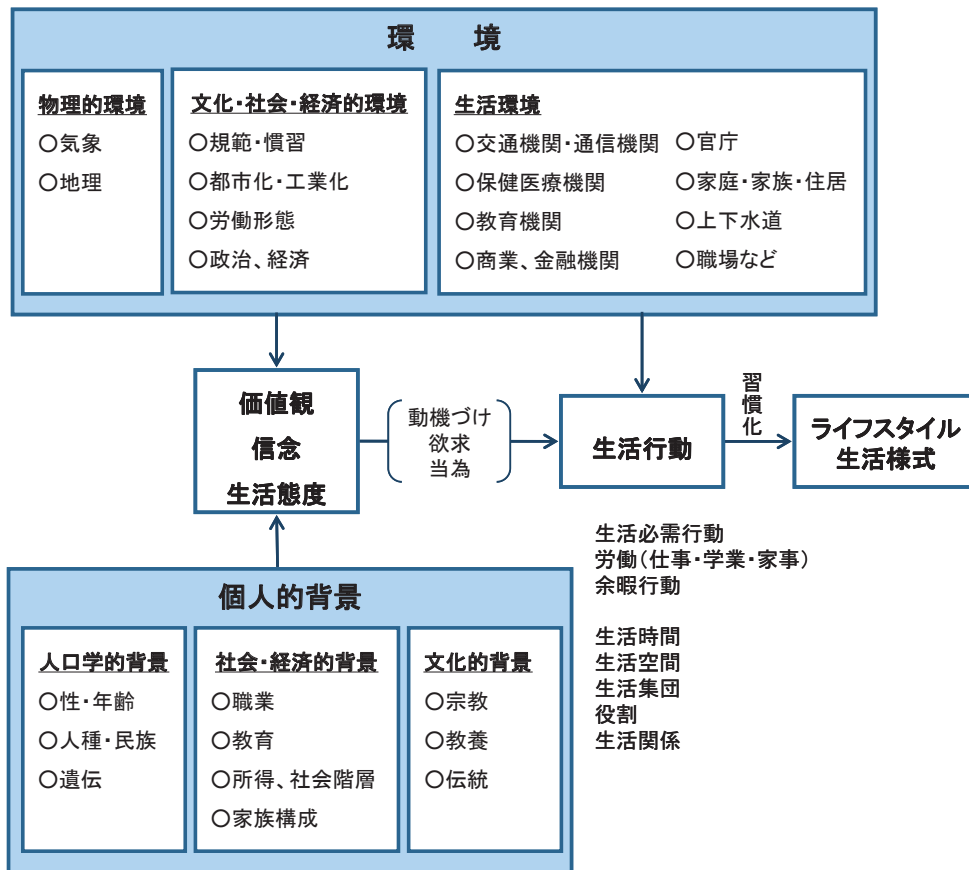 環　境
物理的環境
○気象
○地理
文化・社会・経済的環境
○規範・慣習
○都市化・工業化
○労働形態
○政治、経済
生活環境
○交通機関・通信機関
○保健医療機関
○教育機関
○商業、金融機関
○官庁
○家庭・家族・住居
○上下水道
○職場など
価値観
信念
生活態度
動機づけ
欲求
当為
生活行動
習慣化
ライフスタイル
生活様式
生活必需行動
労働(仕事・学業・家事)
余暇行動
生活時間
生活空間
生活集団
役割
生活関係
個人的背景
人口学的背景
○性・年齢
○人種・民族
○遺伝
社会・経済的背景
○職業
○教育
○所得、社会階層
○家族構成
文化的背景
○宗教
○教養
○伝統